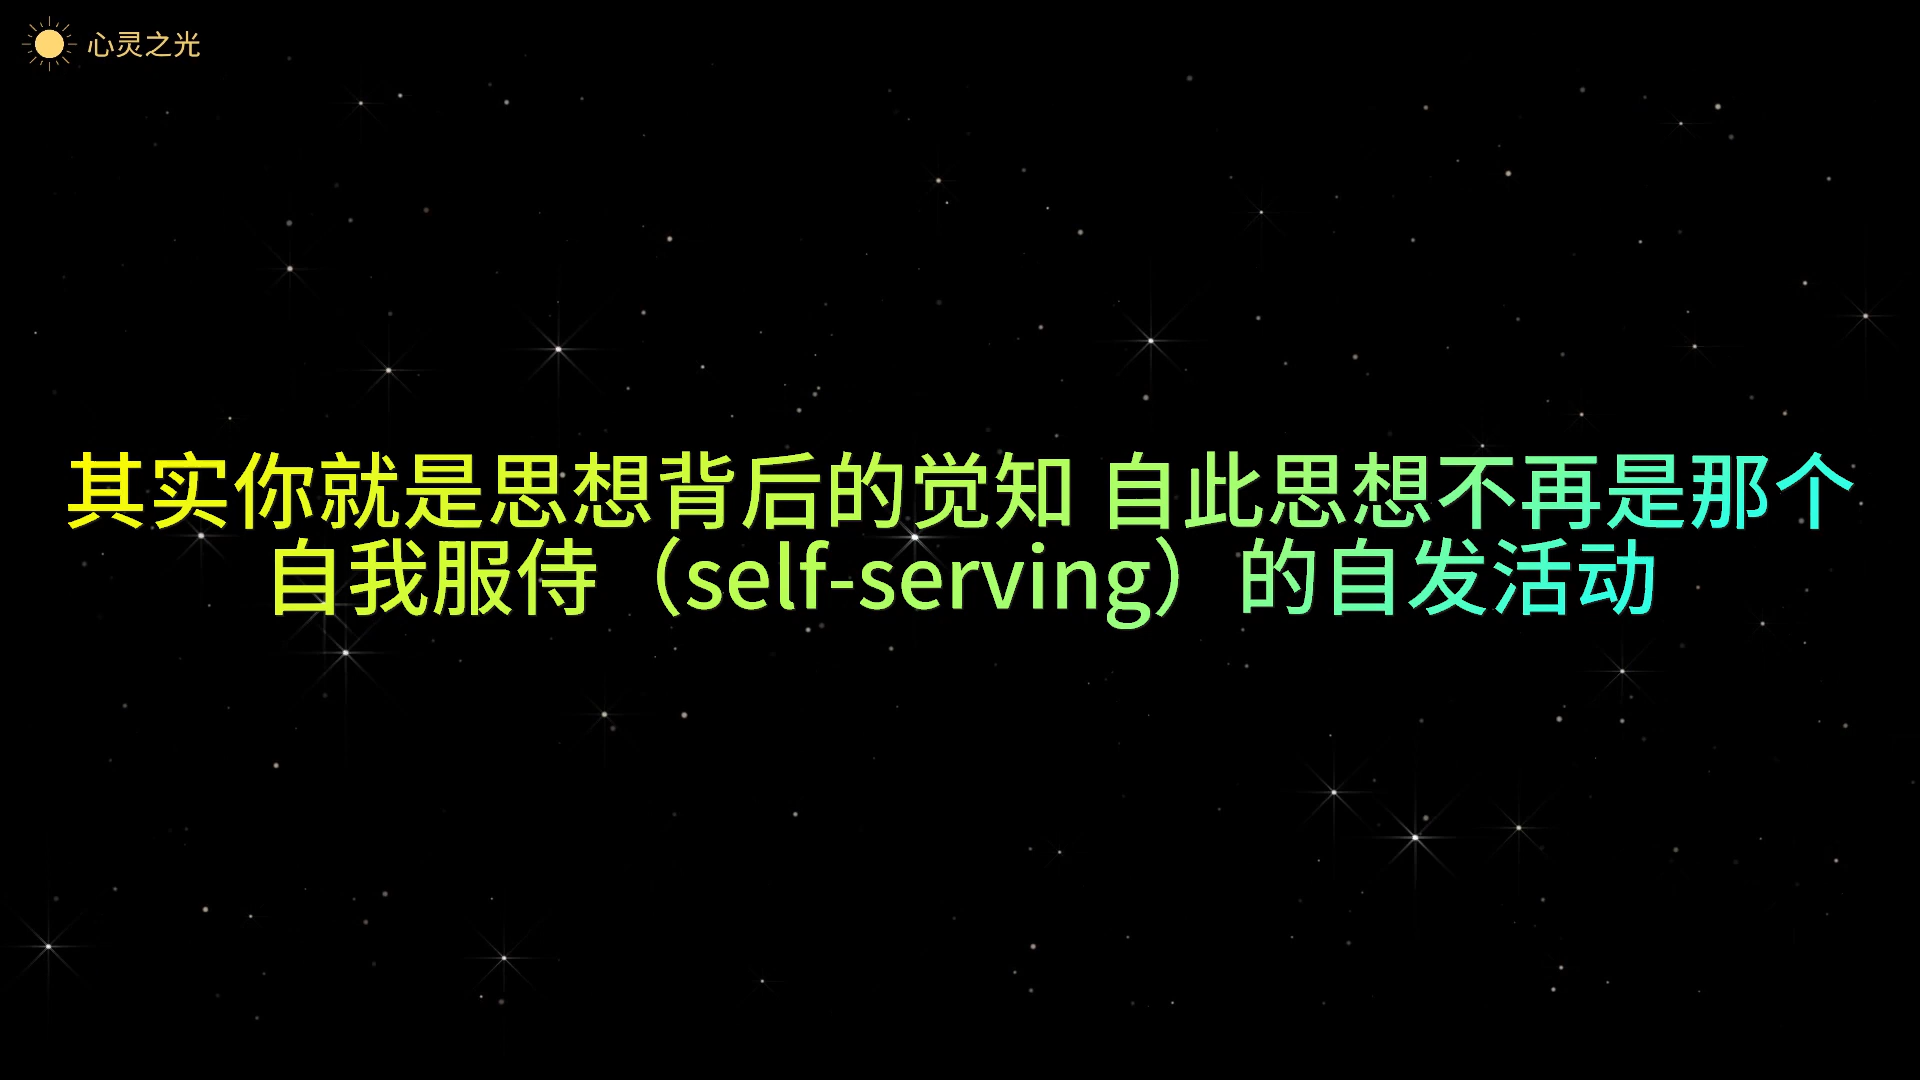 心灵之光
其实你就是思想背后的觉知 自此思想不再是那个
自我服侍（self-serving）的自发活动